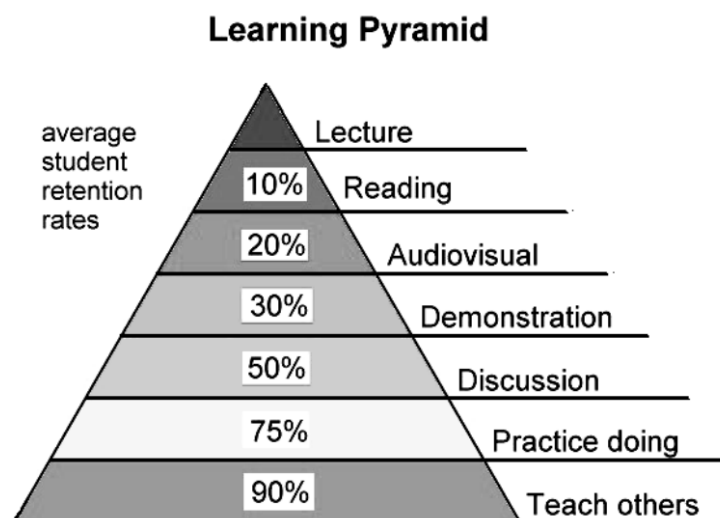 Learning Pyramid
average
student
retention
rates
Lecture
10% Reading
20% Audiovisual
30% Demonstration
50% Discussion
75% Practice doing
90% Teach others